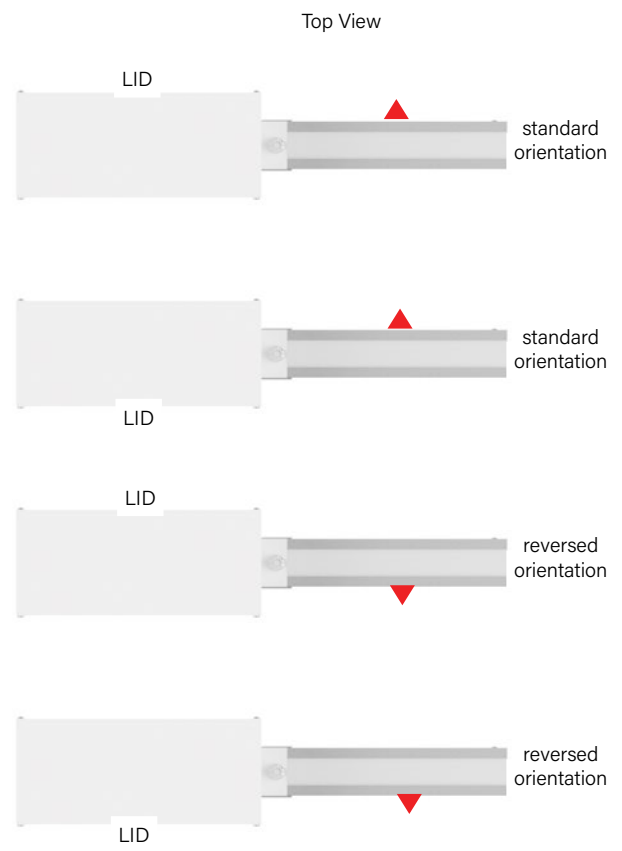 Top View
LID
standard
orientation
standard
orientation
LID
LID
reversed
orientation
reversed
orientation
LID